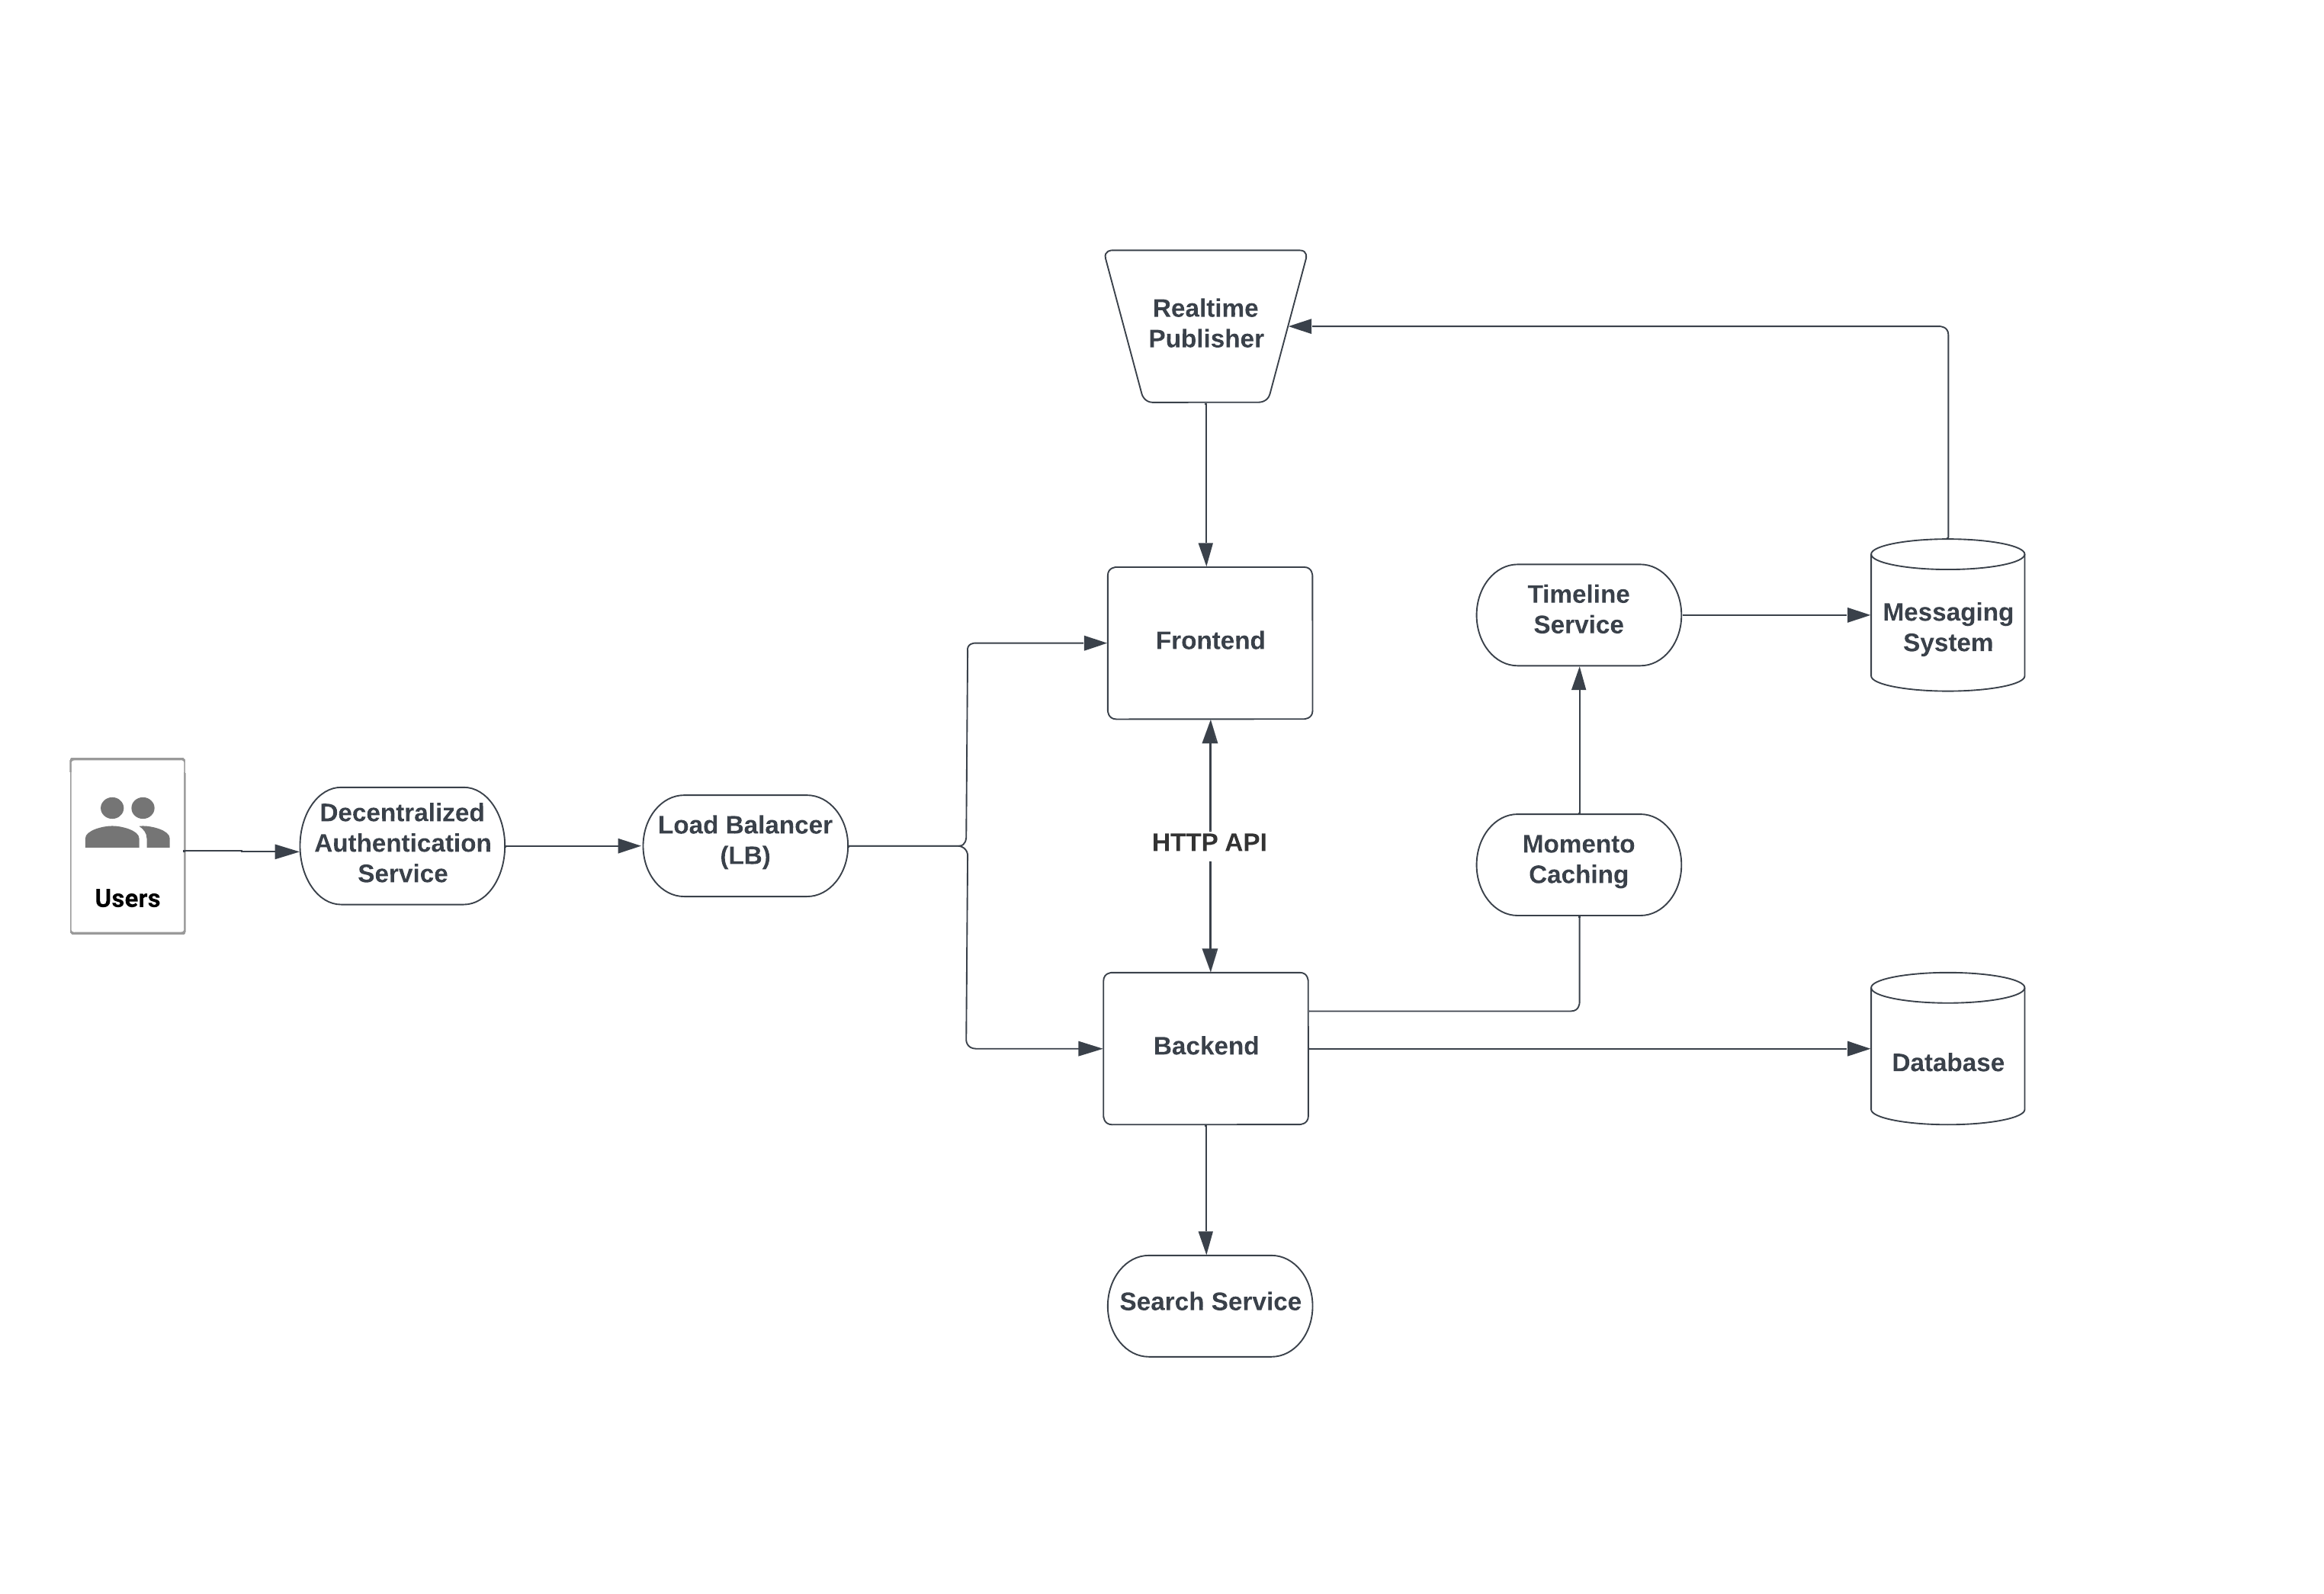 Realtime
Publisher
Frontend
Timeline
Service
Messaging
System
Users
Decentralized
Authentication
Service
Load Balancer
(LB)
HTTP API
Momento
Caching
Backend
Database
Search Service